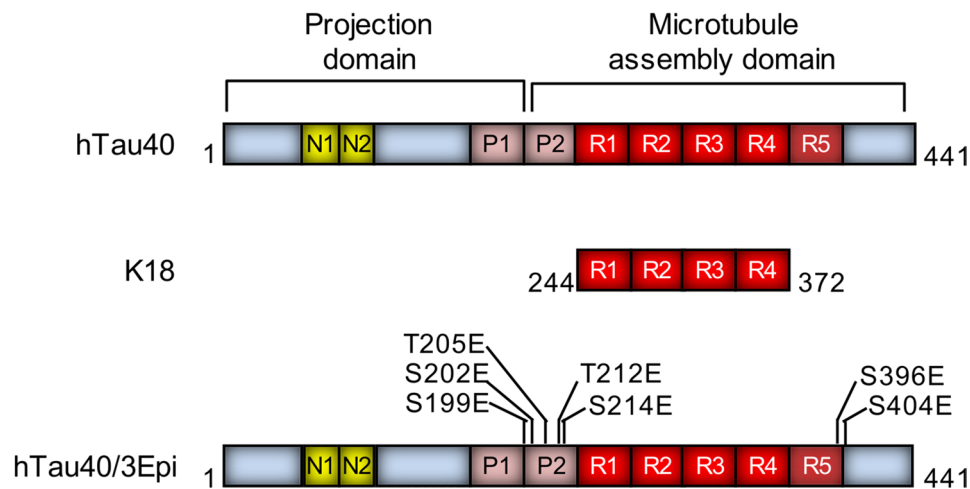 Projection
domain
Microtubule
assembly domain
hTau40 1 N1 N2 P1 P2 R1 R2 R3 R4 R5 441
K18 244 R1 R2 R3 R4 372
T205E
S202E
S199E
T212E
S214E
S396E
S404E
hTau40/3Epi 1 N1 N2 P1 P2 R1 R2 R3 R4 R5 441